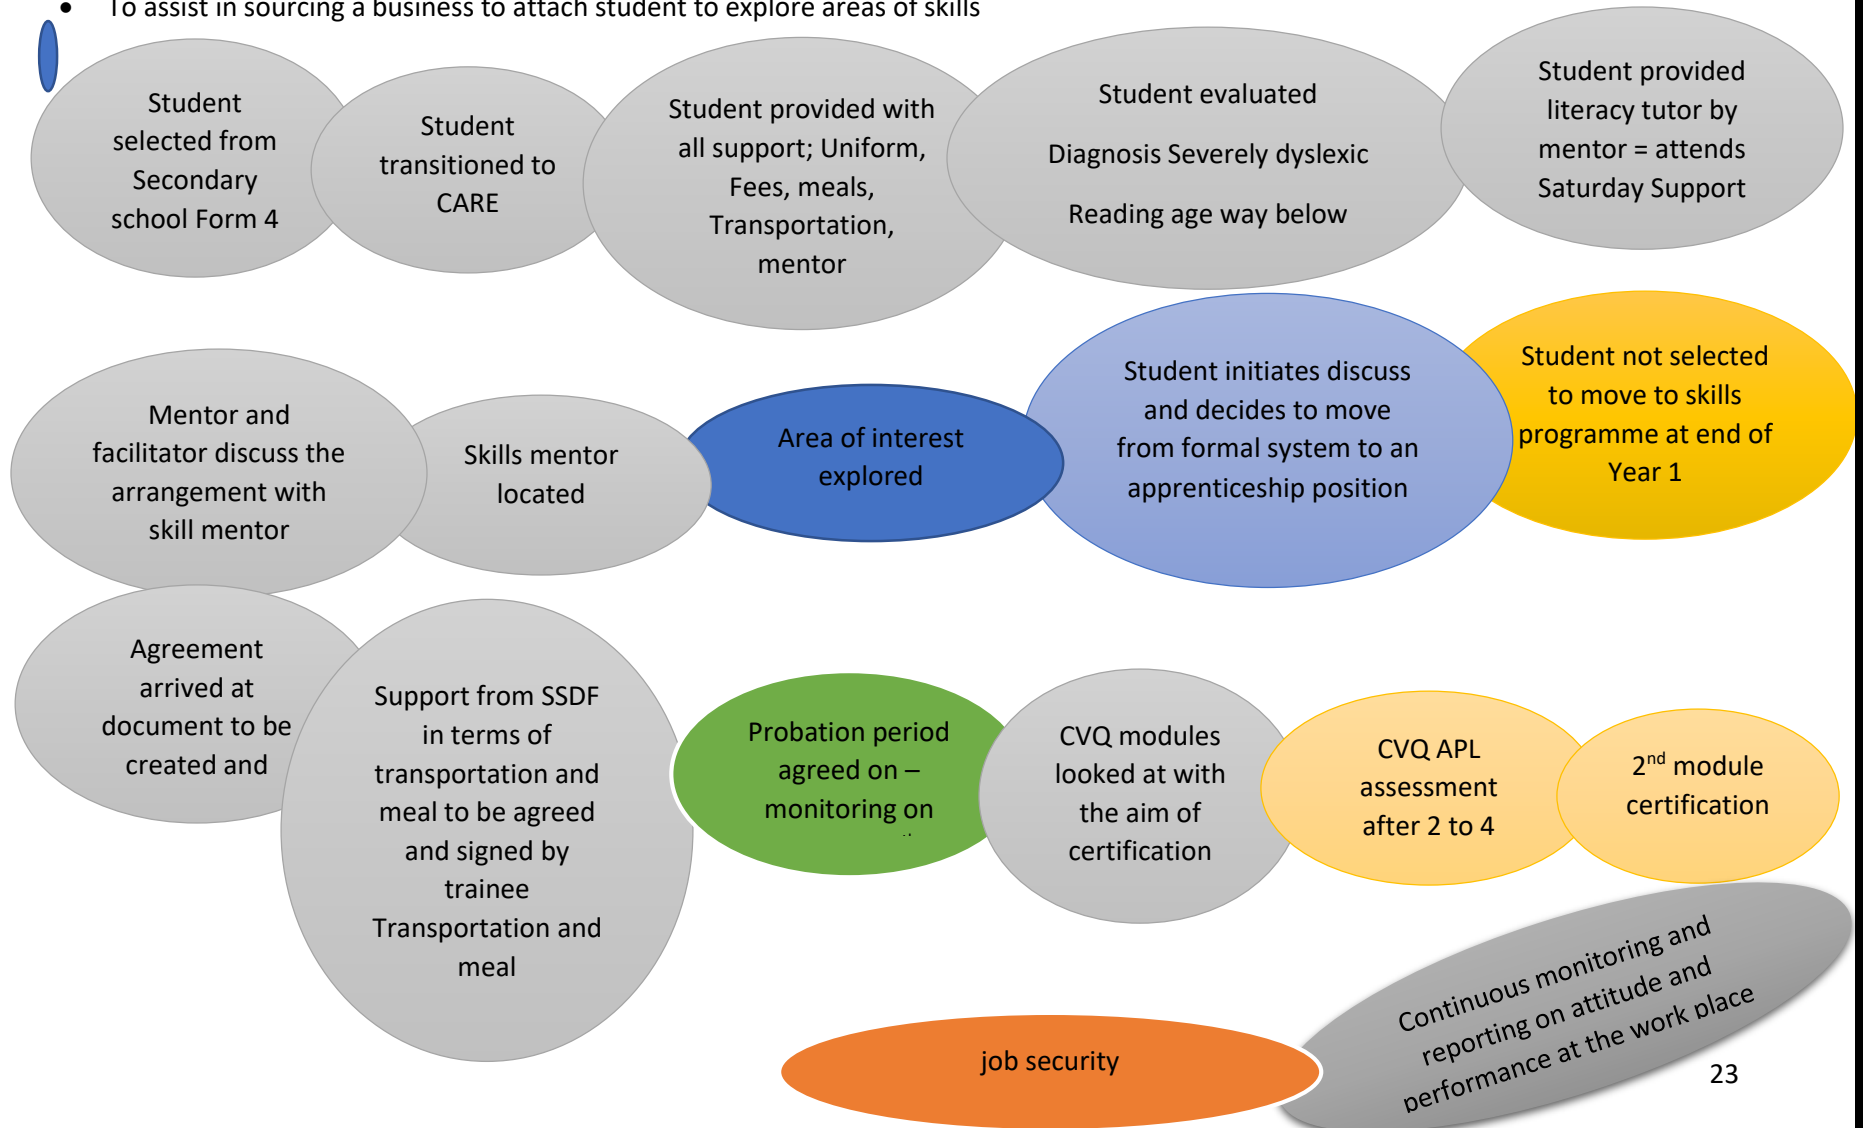 • To assist in sourcing a business to attach student to explore areas of skills
Student
selected from
Secondary
school Form 4
Student
transitioned to
CARE
Student provided with
all support; Uniform,
Fees, meals,
Transportation,
mentor
Student evaluated
Diagnosis Severely dyslexic
Reading age way below
Student provided
literacy tutor by
mentor = attends
Saturday Support
Mentor and
facilitator discuss the
arrangement with
skill mentor
Skills mentor
located
Area of interest
explored
Student initiates discuss
and decides to move
from formal system to an
apprenticeship position
Student not selected
to move to skills
programme at end of
Year 1
Agreement
arrived at
document to be
created and
Support from SSDF
in terms of
transportation and
meal to be agreed
and signed by
trainee
Transportation and
meal
Probation period
agreed on –
monitoring on
CVQ modules
looked at with
the aim of
certification
CVQ APL
assessment
after 2 to 4
2nd module
certification
Continuous monitoring and
reporting on attitude and
performance at the work place
job security
23